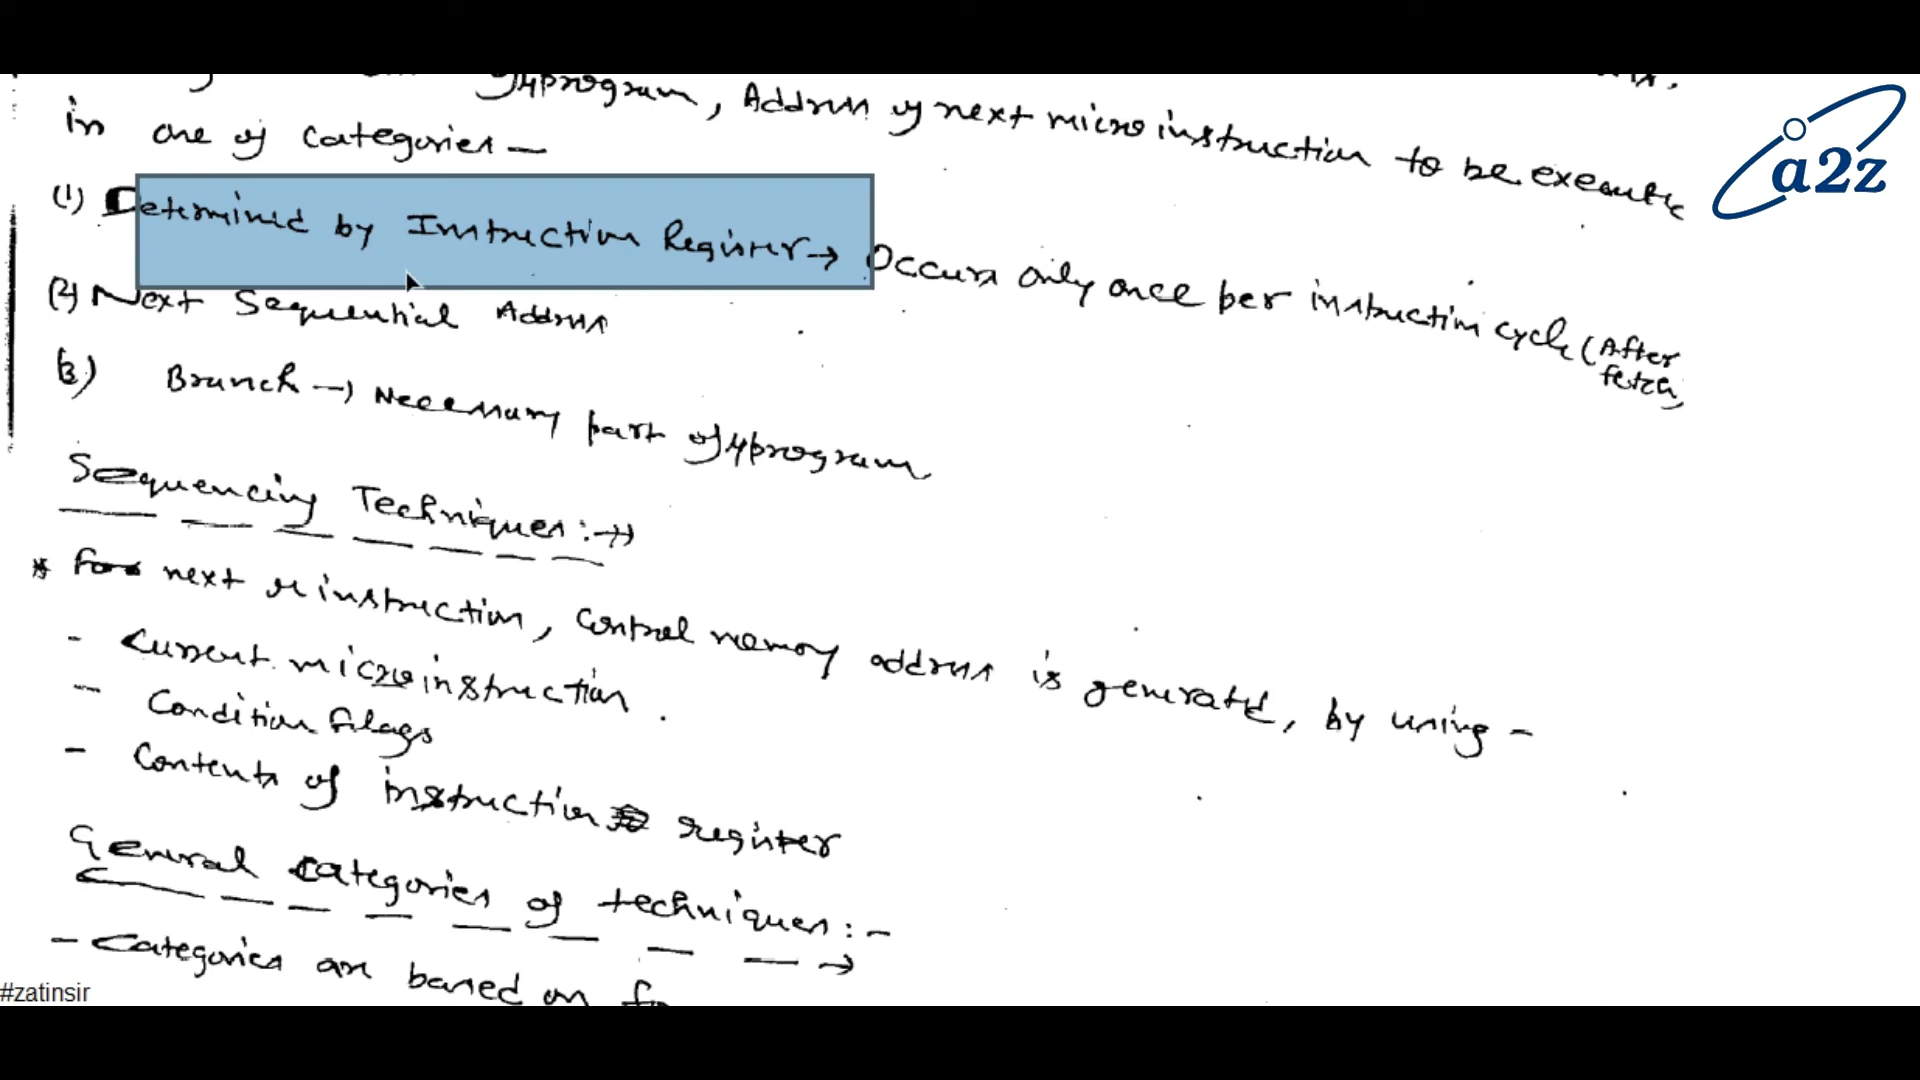 μprogram, Address of next micro instruction to be execute
in one of categories –
(1) Determined by Instruction Register → Occurs only once per instruction cycle (After fetch)
(2) Next Sequential Address
(3) Branch → Necessary part of μprogram
Sequencing Techniques :→
* For next μinstruction, Control memory address is generated, by using –
- Current microinstruction.
- Condition flags
- Contents of instruction register
General Categories of techniques :-
- Categories are based on
a2z
#zatinsir